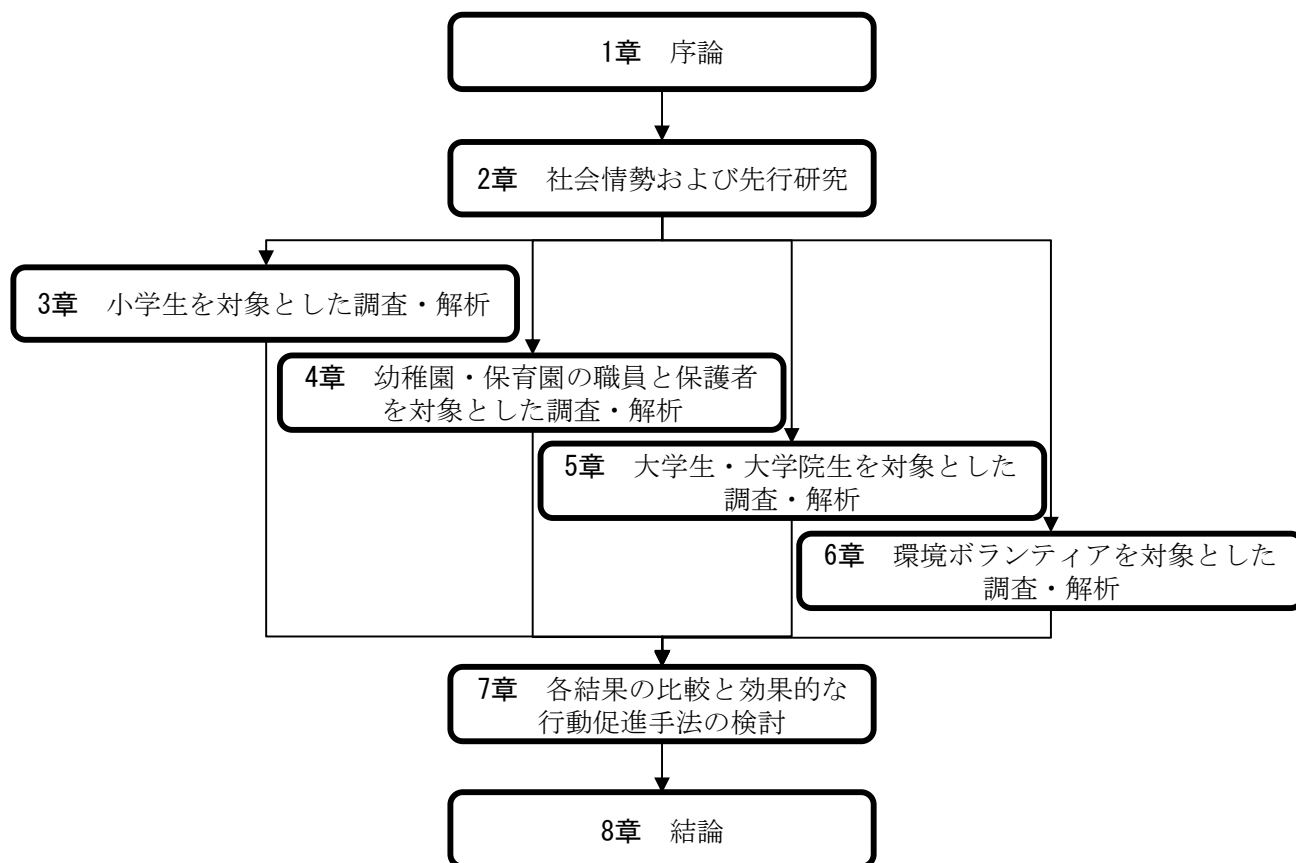 1章　序論
2章　社会情勢および先行研究
3章　小学生を対象とした調査・解析
4章　幼稚園・保育園の職員と保護者
を対象とした調査・解析
5章　大学生・大学院生を対象とした
調査・解析
6章　環境ボランティアを対象とした
調査・解析
7章　各結果の比較と効果的な
行動促進手法の検討
8章　結論